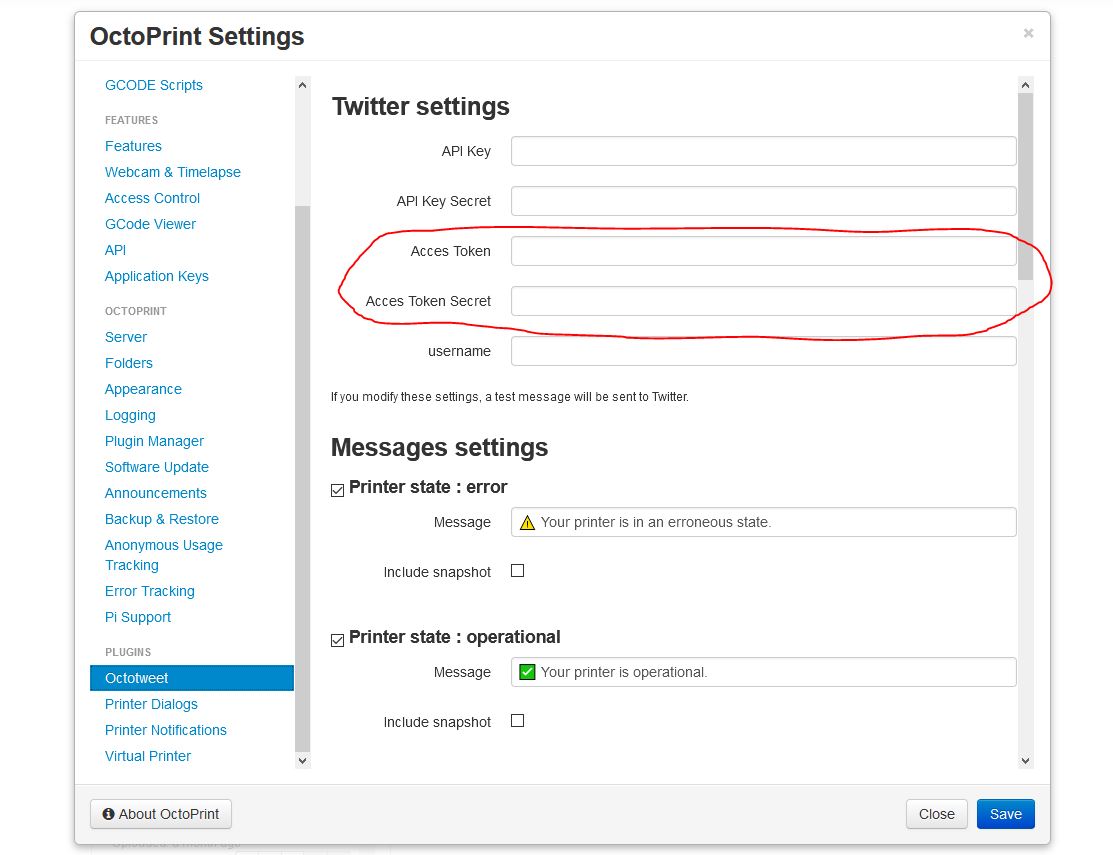 OctoPrint Settings
×
GCODE Scripts
FEATURES
Features
Webcam & Timelapse
Access Control
GCode Viewer
API
Application Keys
OCTOPRINT
Server
Folders
Appearance
Logging
Plugin Manager
Software Update
Announcements
Backup & Restore
Anonymous Usage
Tracking
Error Tracking
Pi Support
PLUGINS
Octotweet
Printer Dialogs
Printer Notifications
Virtual Printer
Twitter settings
API Key
API Key Secret
Acces Token
Acces Token Secret
username
If you modify these settings, a test message will be sent to Twitter.
Messages settings
Printer state : error
Message
⚠ Your printer is in an erroneous state.
Include snapshot
Printer state : operational
Message
✅ Your printer is operational.
Include snapshot
About OctoPrint
Close
Save
Uploaded: a month ago